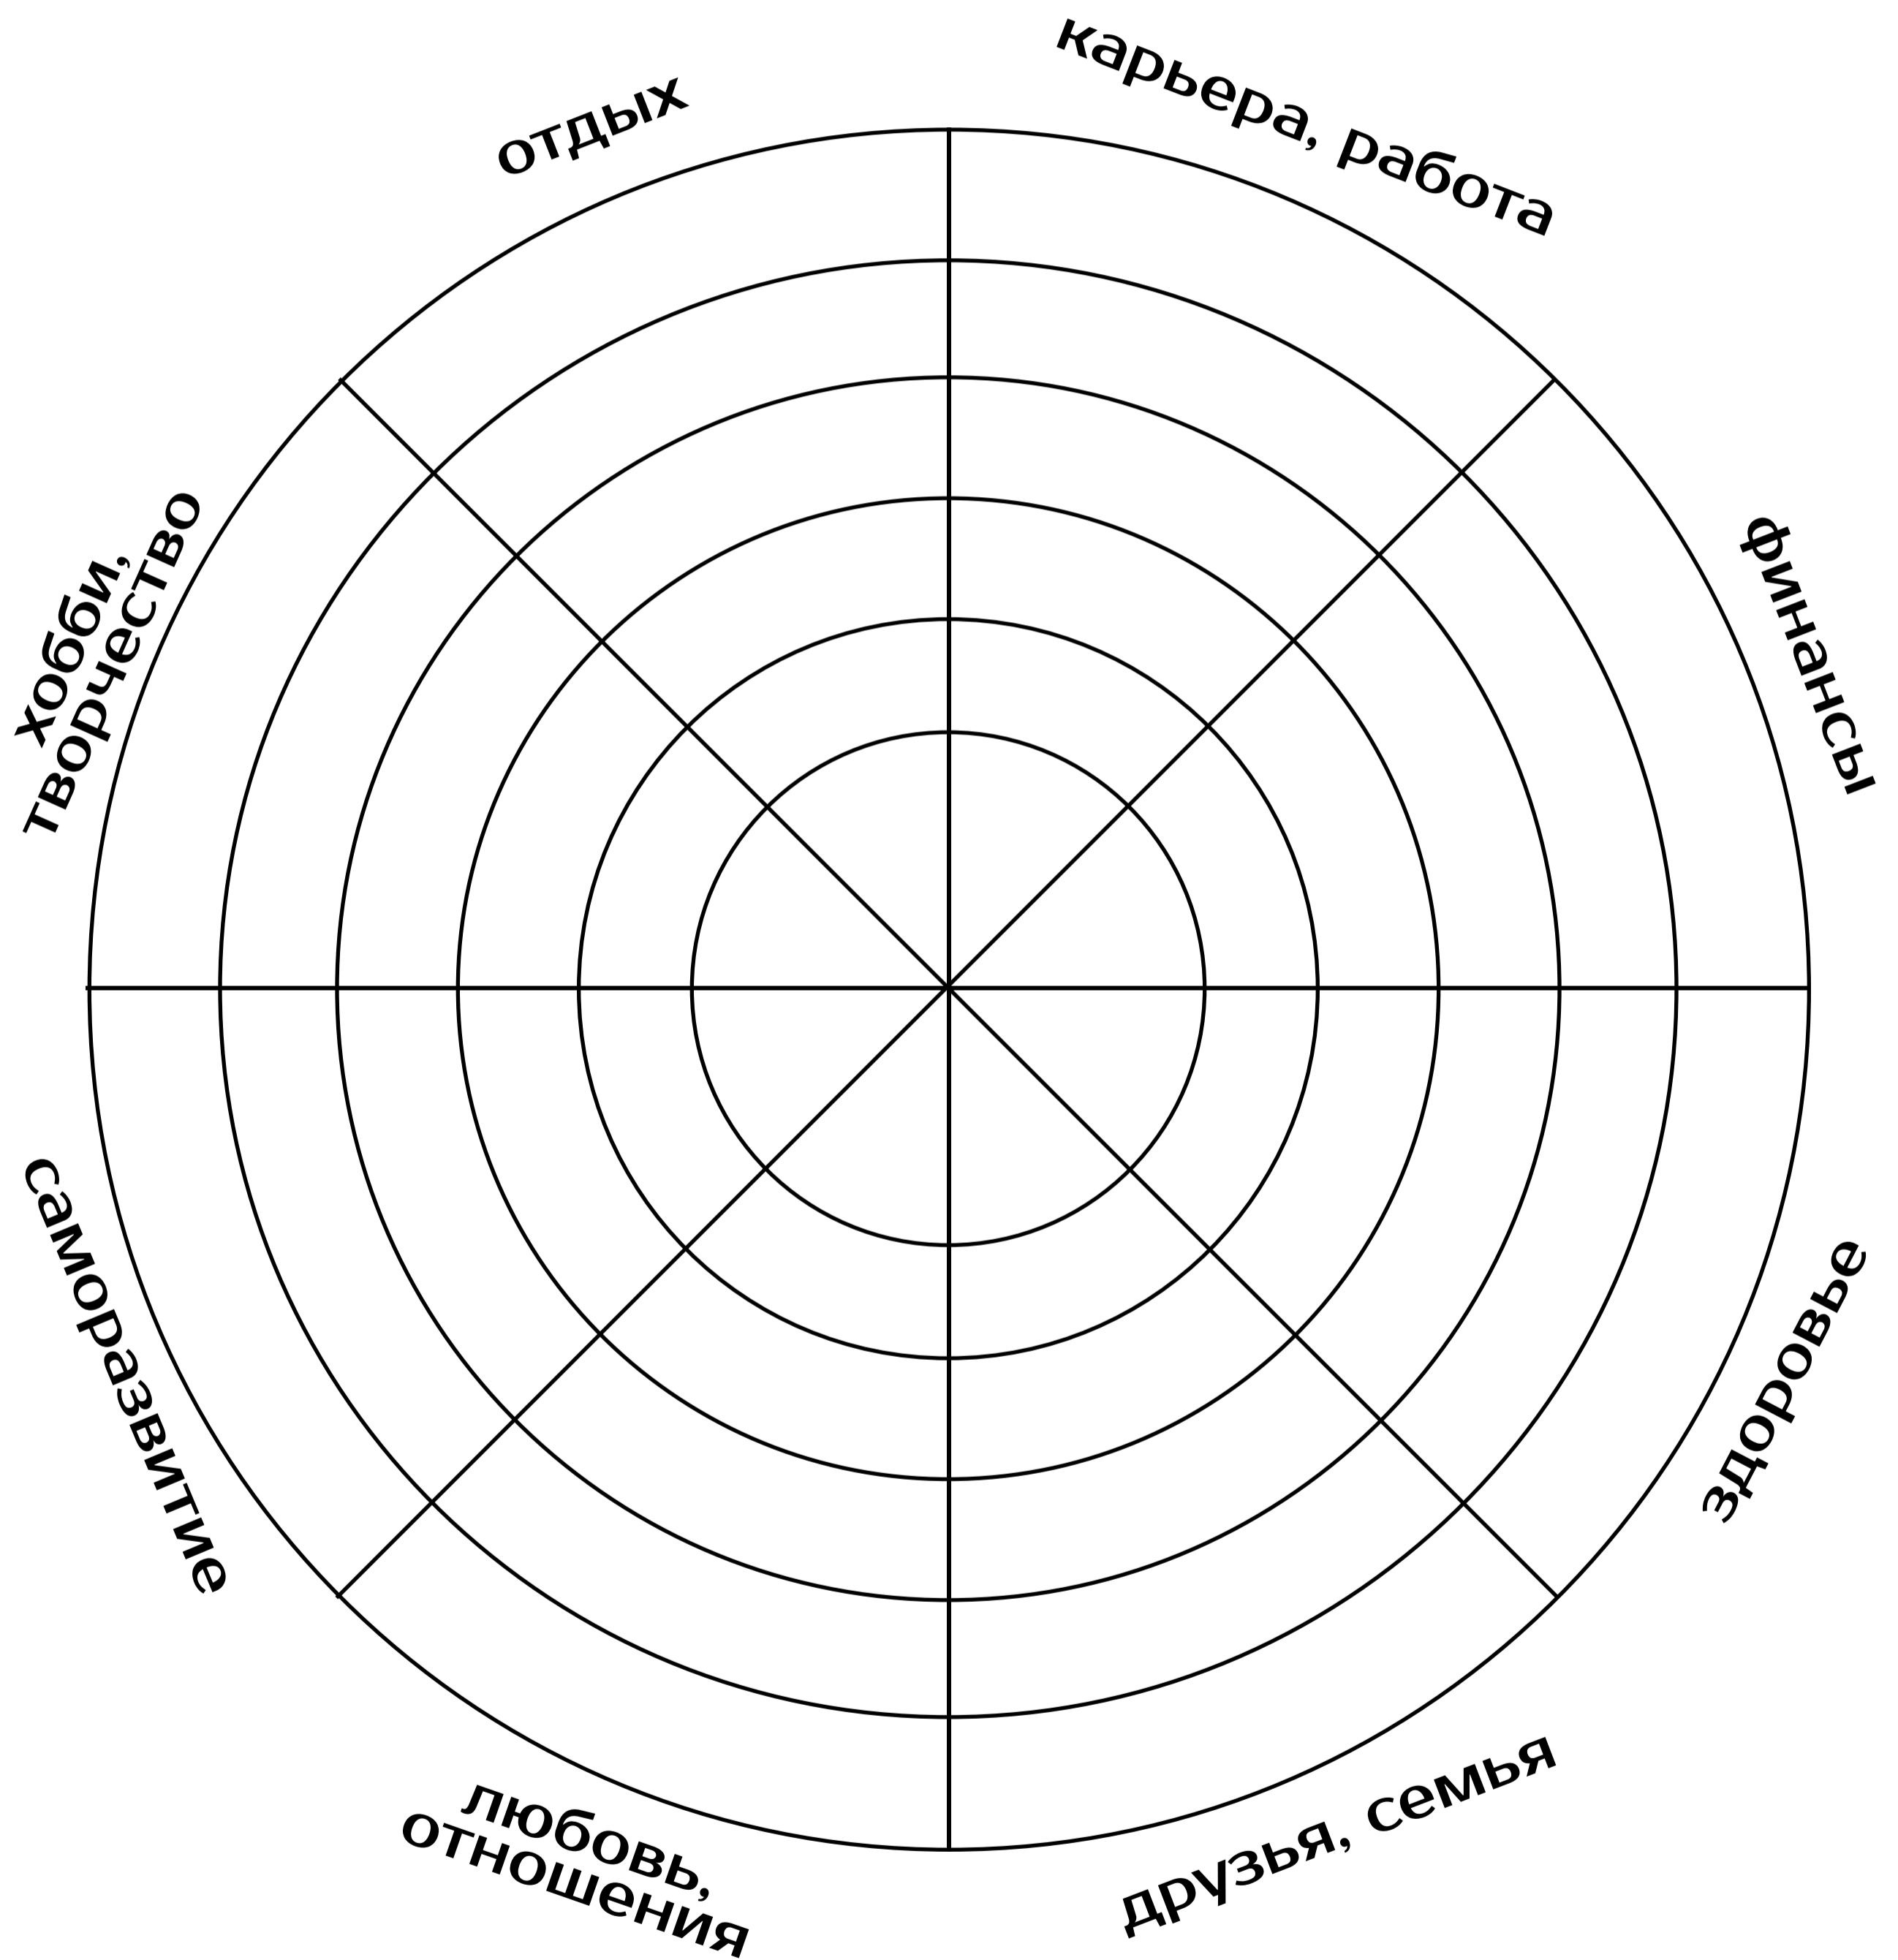 карьера, работа
финансы
здоровье
друзья, семья
любовь,
отношения
саморазвитие
хобби,
творчество
отдых